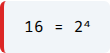 16 = 2⁴